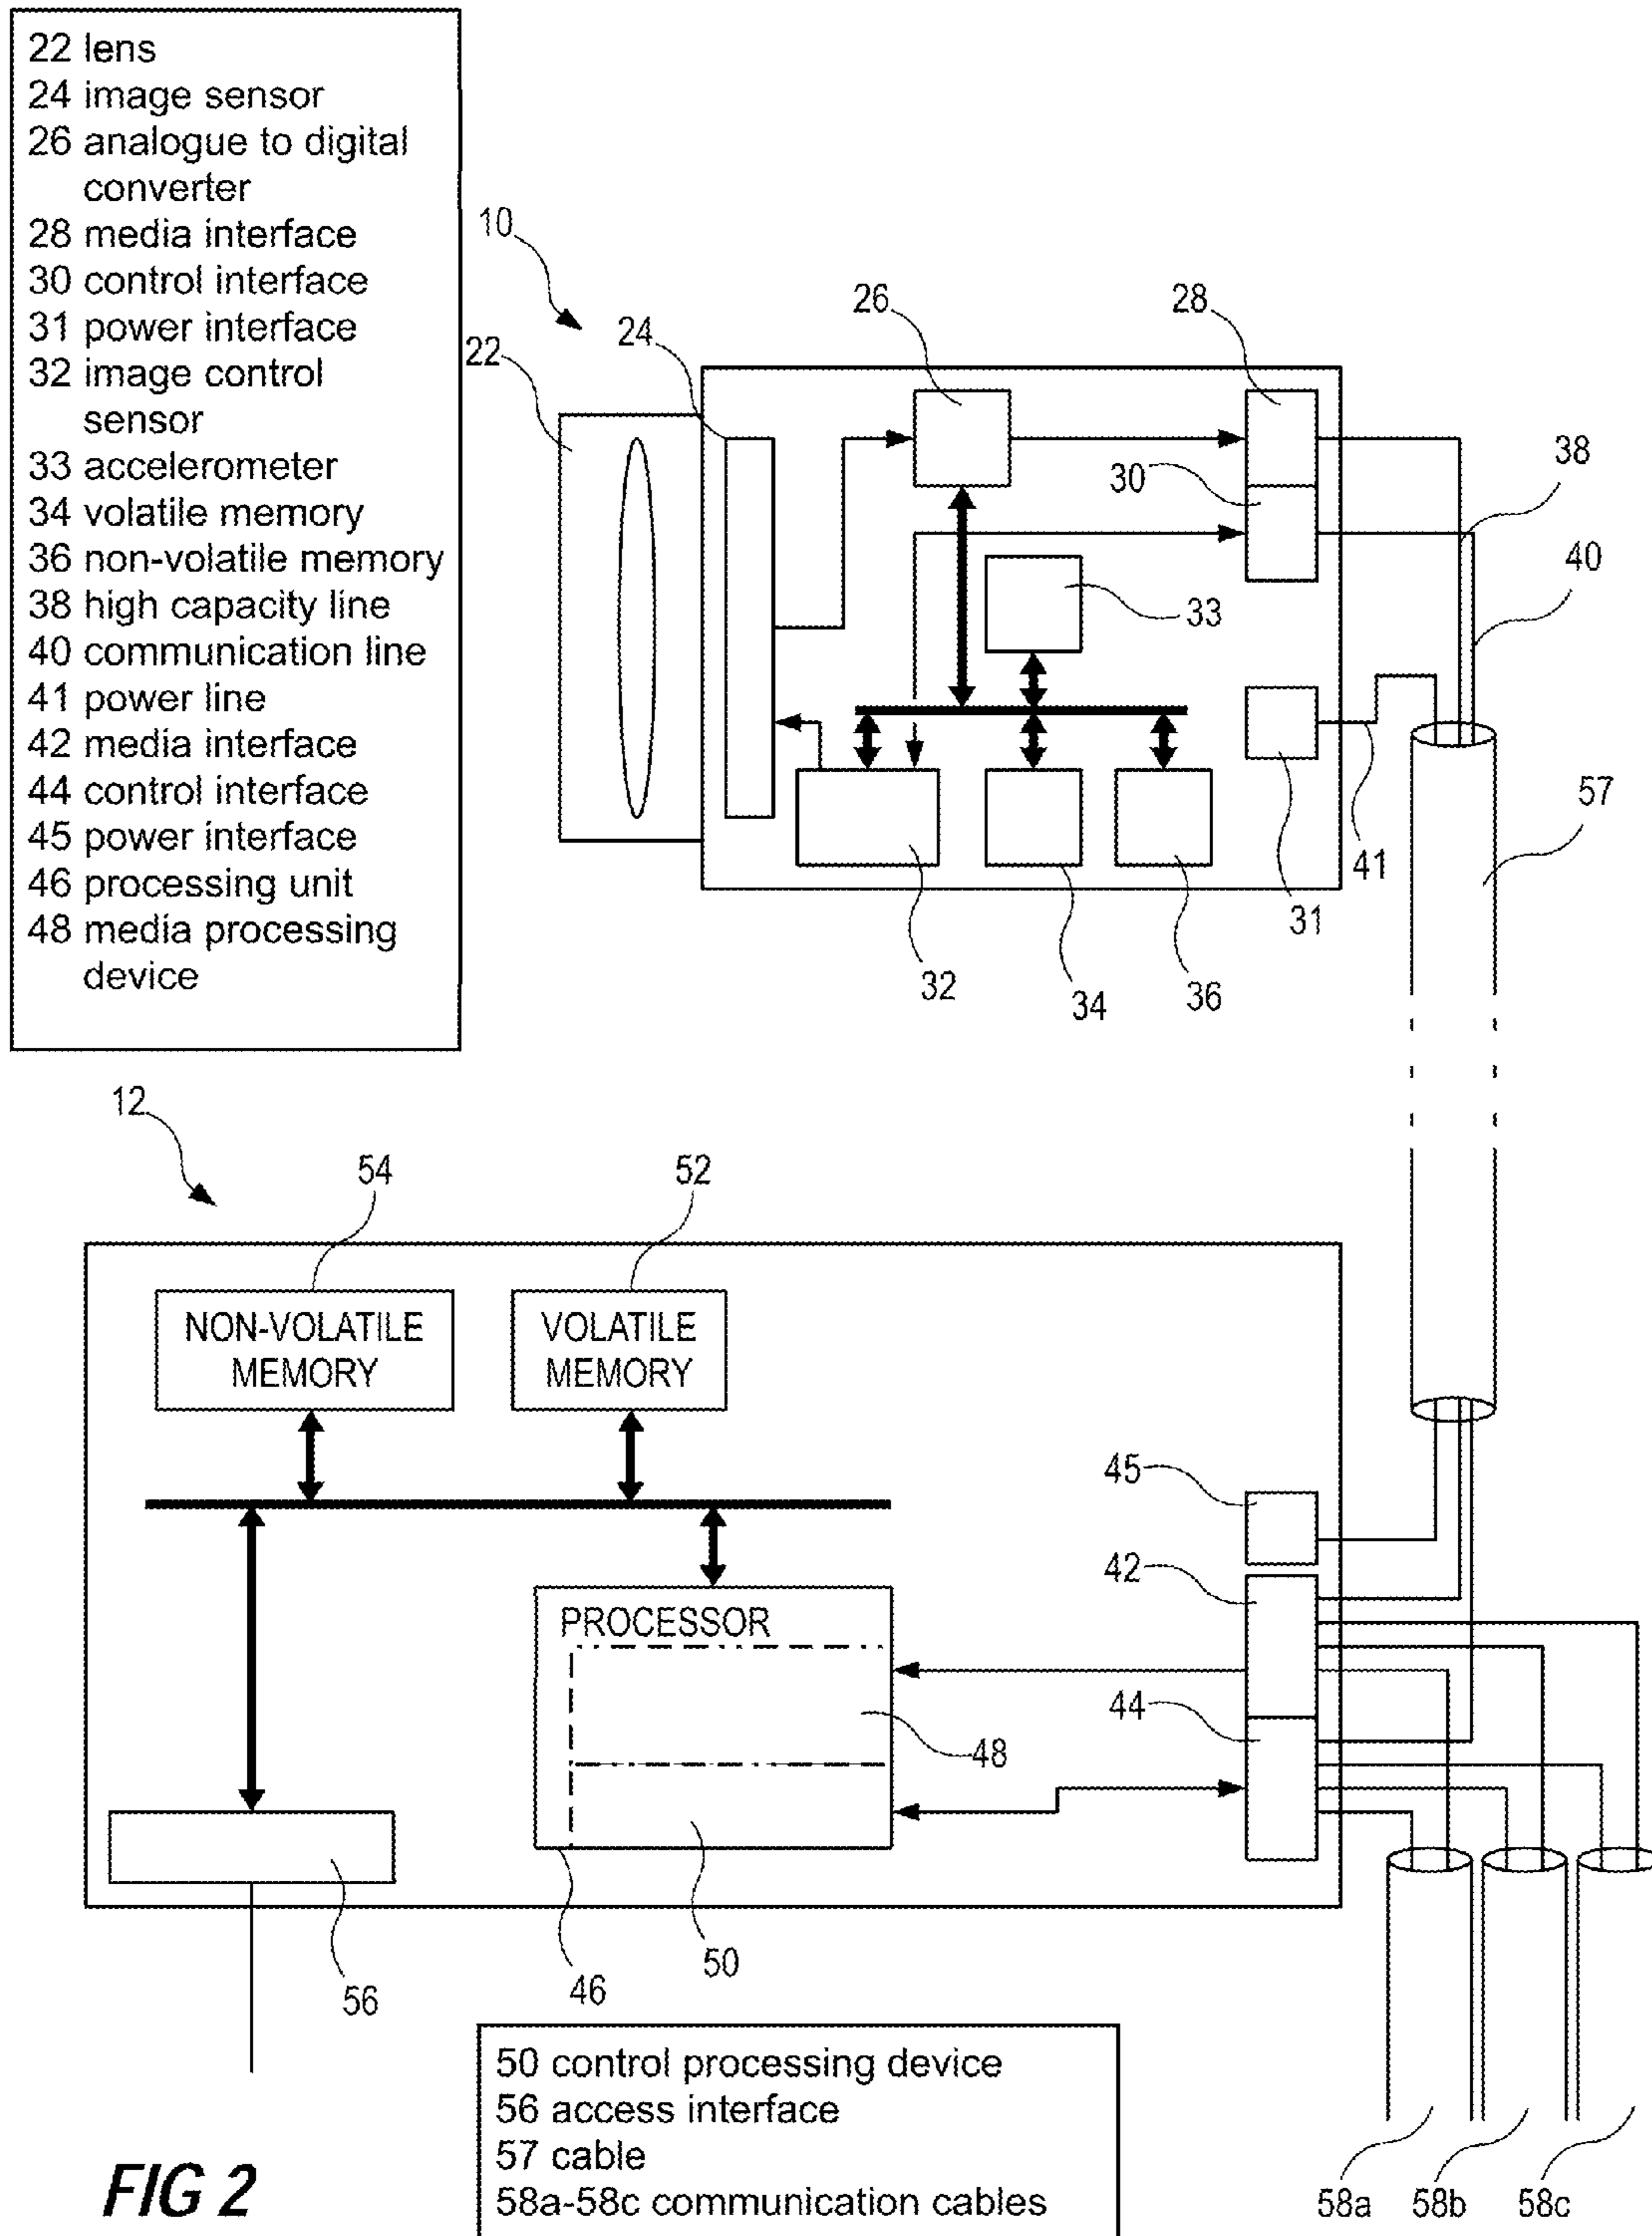 22 lens
24 image sensor
26 analogue to digital
converter
28 media interface
30 control interface
31 power interface
32 image control
sensor
33 accelerometer
34 volatile memory
36 non-volatile memory
38 high capacity line
40 communication line
41 power line
42 media interface
44 control interface
45 power interface
46 processing unit
48 media processing
device
10
26
28
24
22
30
38
40
33
57
41
31
32
34
36
12
54
52
NON-VOLATILE
MEMORY
VOLATILE
MEMORY
45
42
PROCESSOR
44
48
50
46
56
50 control processing device
56 access interface
57 cable
58a-58c communication cables
58a
58b
58c
FIG 2